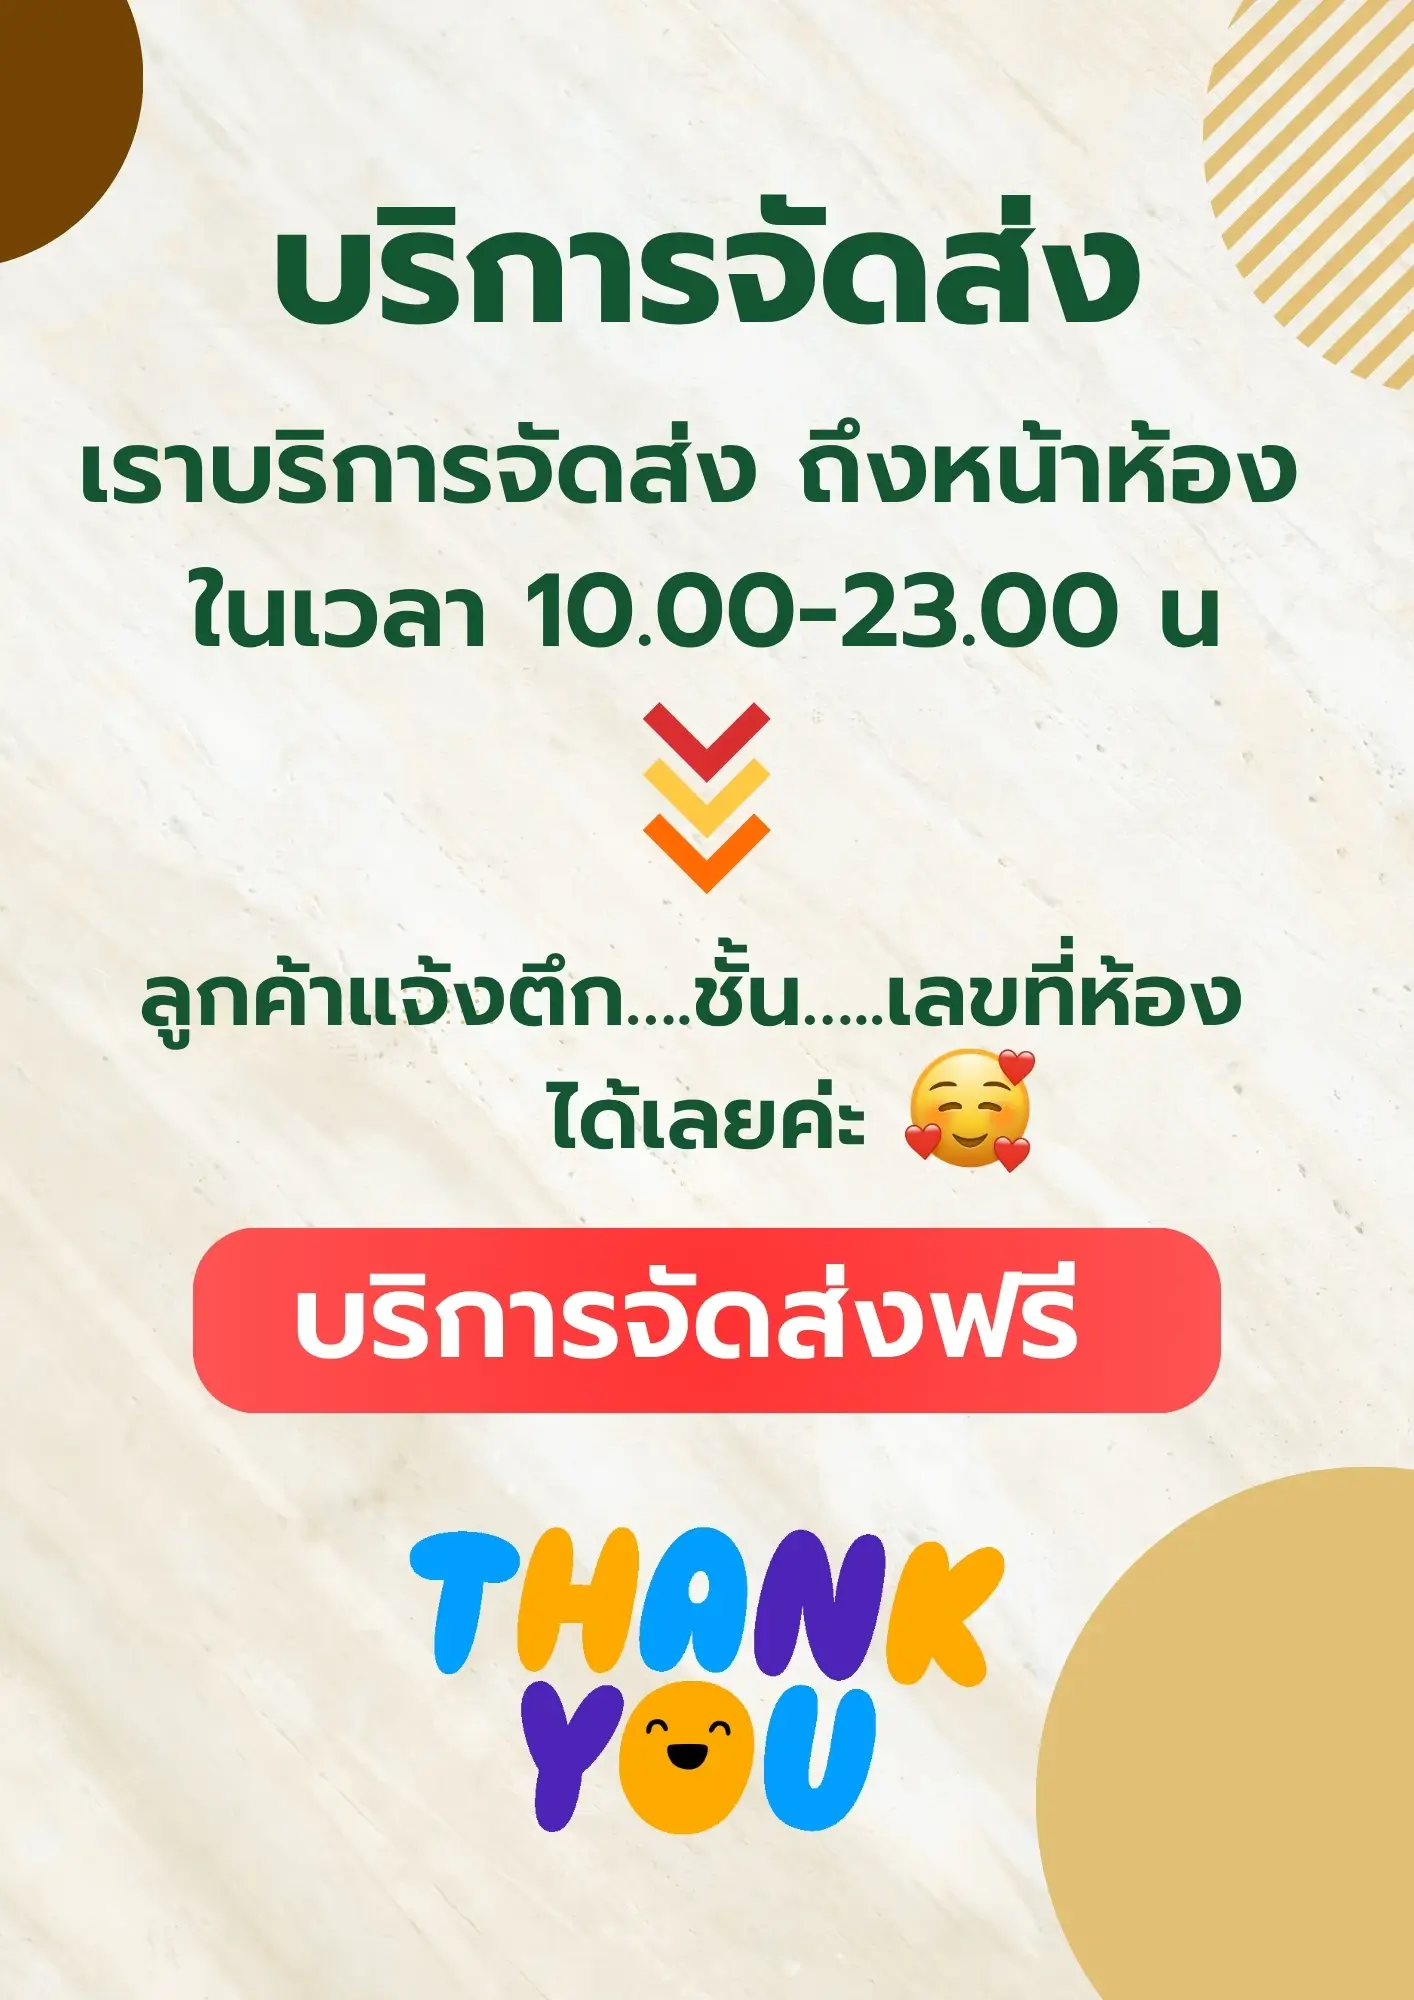 บริการจัดส่ง
เราบริการจัดส่ง ถึงหน้าห้อง
ในเวลา 10.00-23.00 น
ลูกค้าแจ้งตึก....ชั้น.....เลขที่ห้อง
ได้เลยค่ะ 🥰
บริการจัดส่งฟรี
THANK
YOU